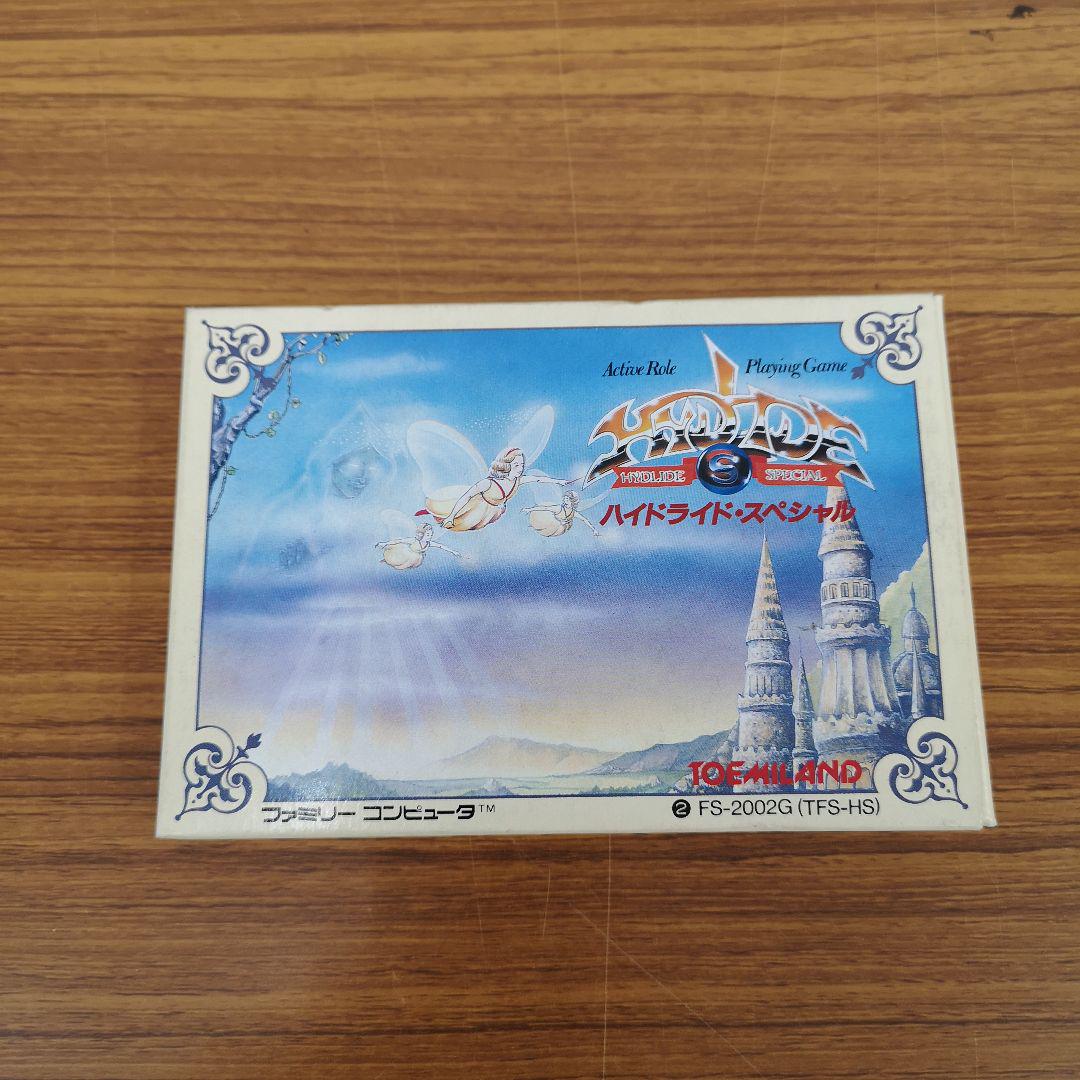 Active Role Playing Game
HYDLIDE
HYDLIDE S SPECIAL
ハイドライド・スペシャル
TOEMILAND
ファミリー コンピュータ™
❷ FS-2002G (TFS-HS)